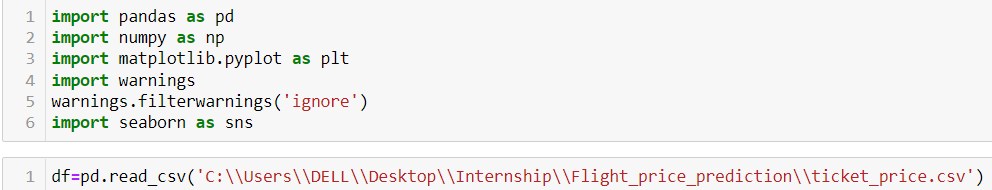 1 import pandas as pd
2 import numpy as np
3 import matplotlib.pyplot as plt
4 import warnings
5 warnings.filterwarnings('ignore')
6 import seaborn as sns
1 df=pd.read_csv('C:\\Users\\DELL\\Desktop\\Internship\\Flight_price_prediction\\ticket_price.csv')